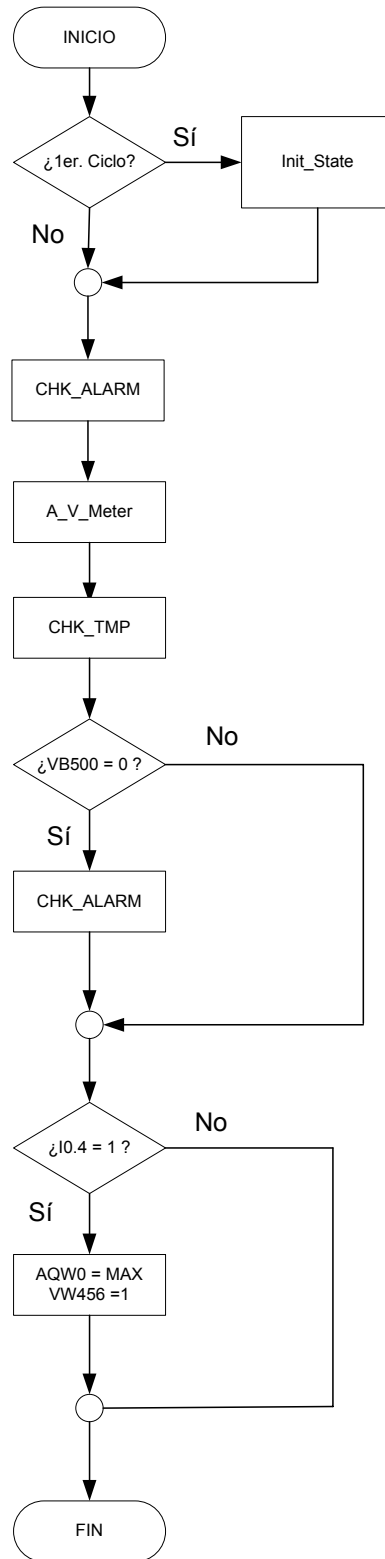 INICIO
¿1er. Ciclo?
Sí
Init_State
No
CHK_ALARM
A_V_Meter
CHK_TMP
¿VB500 = 0 ?
No
Sí
CHK_ALARM
¿I0.4 = 1 ?
No
Sí
AQW0 = MAX
VW456 =1
FIN